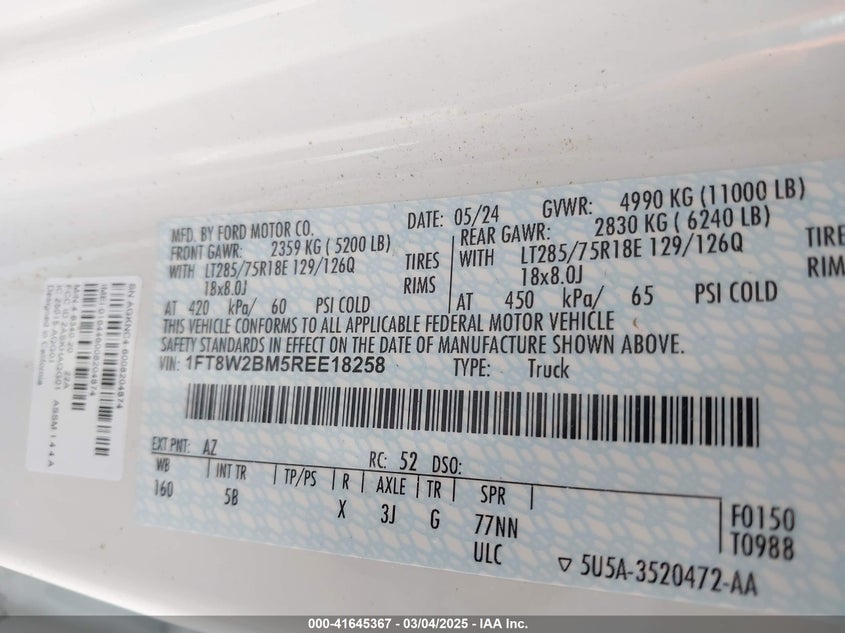 MFD. BY FORD MOTOR CO.
DATE: 05/24
GVWR: 4990 KG (11000 LB)
FRONT GAWR: 2359 KG ( 5200 LB)
REAR GAWR: 2830 KG ( 6240 LB)
WITH LT285/75R18E 129/126Q TIRES
WITH LT285/75R18E 129/126Q TIRE
18x8.0J RIMS
18x8.0J RIM
AT 420 kPa/ 60 PSI COLD
AT 450 kPa/ 65 PSI COLD
THIS VEHICLE CONFORMS TO ALL APPLICABLE FEDERAL MOTOR VEHICLE
SAFETY STANDARDS IN EFFECT ON THE DATE OF MANUFACTURE SHOWN ABOVE.
VIN: 1FT8W2BM5REE18258
TYPE: Truck
EXT PNT: AZ RC: 52 DSO:
WB INT TR TP/PS R AXLE TR SPR
160 5B X 3J G 77NN
ULC
F0150
T0988
▽ 5U5A-3520472-AA
Designed in California
000-41645367 - 03/04/2025 - IAA Inc.